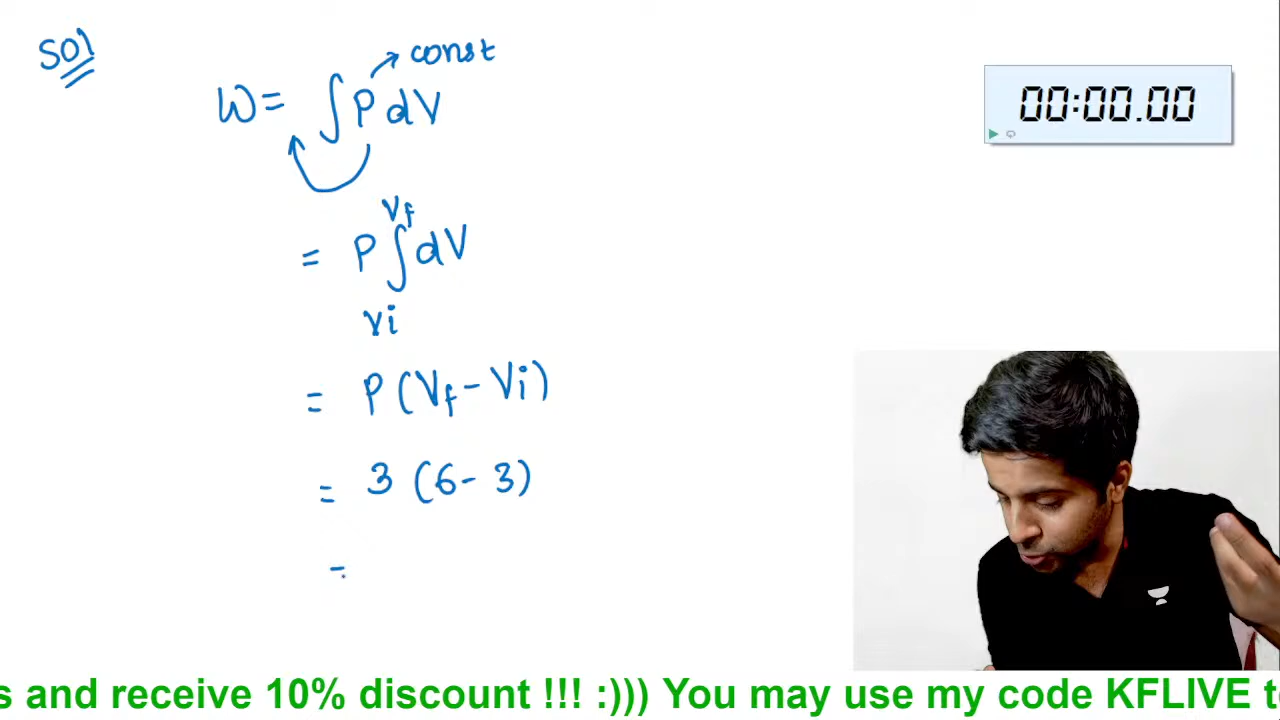 Sol
const
W = ∫ P dV
Vf
= P ∫ dV
Vi
= P (Vf - Vi)
= 3 (6 - 3)
=
00:00.00
s and receive 10% discount !!! :))) You may use my code KFLIVE t